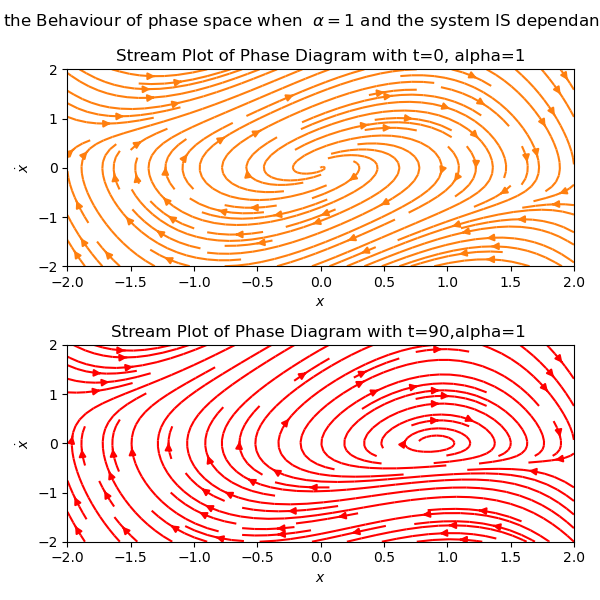 the Behaviour of phase space when α = 1 and the system IS dependan
Stream Plot of Phase Diagram with t=0, alpha=1
2
1
0
−1
−2
ẋ
−2.0 −1.5 −1.0 −0.5 0.0 0.5 1.0 1.5 2.0
x
Stream Plot of Phase Diagram with t=90,alpha=1
2
1
0
−1
−2
ẋ
−2.0 −1.5 −1.0 −0.5 0.0 0.5 1.0 1.5 2.0
x